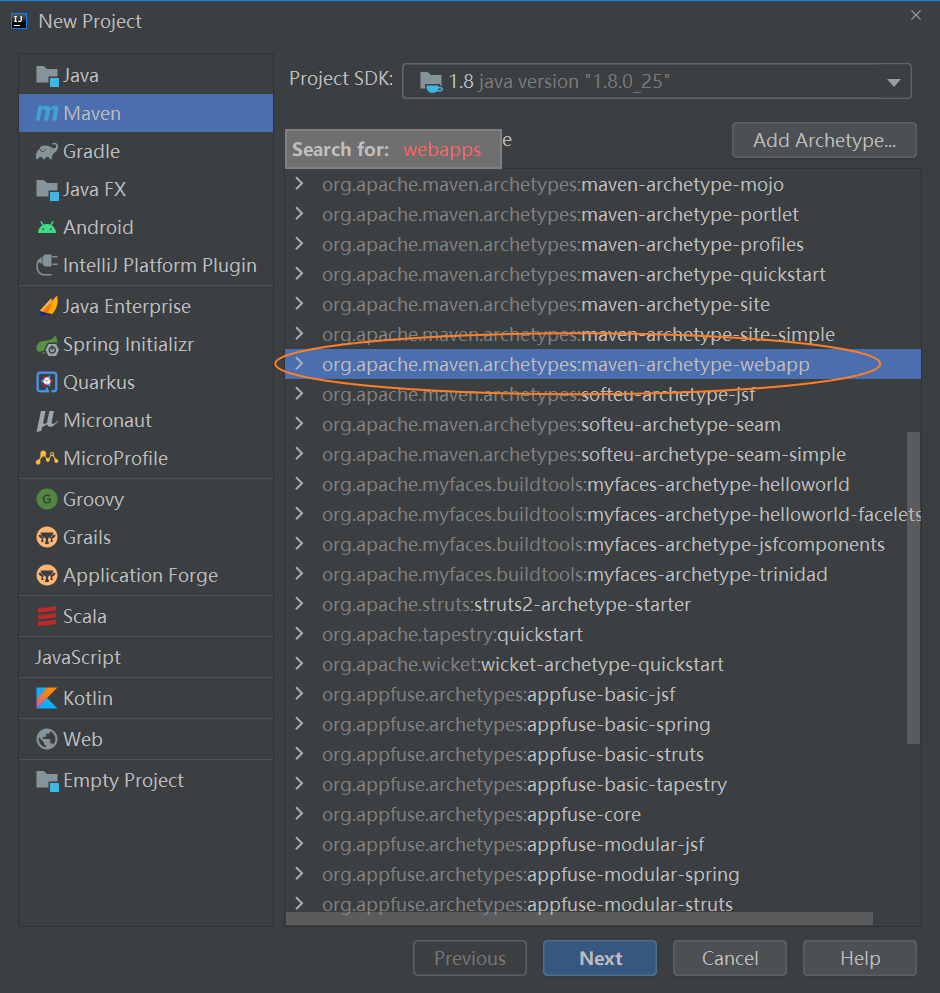 New Project
Java
Maven
Gradle
Java FX
Android
IntelliJ Platform Plugin
Java Enterprise
Spring Initializr
Quarkus
Micronaut
MicroProfile
Groovy
Grails
Application Forge
Scala
JavaScript
Kotlin
Web
Empty Project
Project SDK: 1.8 java version "1.8.0_25"
Search for: webapps
Add Archetype...
org.apache.maven.archetypes:maven-archetype-mojo
org.apache.maven.archetypes:maven-archetype-portlet
org.apache.maven.archetypes:maven-archetype-profiles
org.apache.maven.archetypes:maven-archetype-quickstart
org.apache.maven.archetypes:maven-archetype-site
org.apache.maven.archetypes:maven-archetype-site-simple
org.apache.maven.archetypes:maven-archetype-webapp
org.apache.maven.archetypes:softeu-archetype-jsf
org.apache.maven.archetypes:softeu-archetype-seam
org.apache.maven.archetypes:softeu-archetype-seam-simple
org.apache.myfaces.buildtools:myfaces-archetype-helloworld
org.apache.myfaces.buildtools:myfaces-archetype-helloworld-facelets
org.apache.myfaces.buildtools:myfaces-archetype-jsfcomponents
org.apache.myfaces.buildtools:myfaces-archetype-trinidad
org.apache.struts:struts2-archetype-starter
org.apache.tapestry:quickstart
org.apache.wicket:wicket-archetype-quickstart
org.appfuse.archetypes:appfuse-basic-jsf
org.appfuse.archetypes:appfuse-basic-spring
org.appfuse.archetypes:appfuse-basic-struts
org.appfuse.archetypes:appfuse-basic-tapestry
org.appfuse.archetypes:appfuse-core
org.appfuse.archetypes:appfuse-modular-jsf
org.appfuse.archetypes:appfuse-modular-spring
org.appfuse.archetypes:appfuse-modular-struts
Previous
Next
Cancel
Help